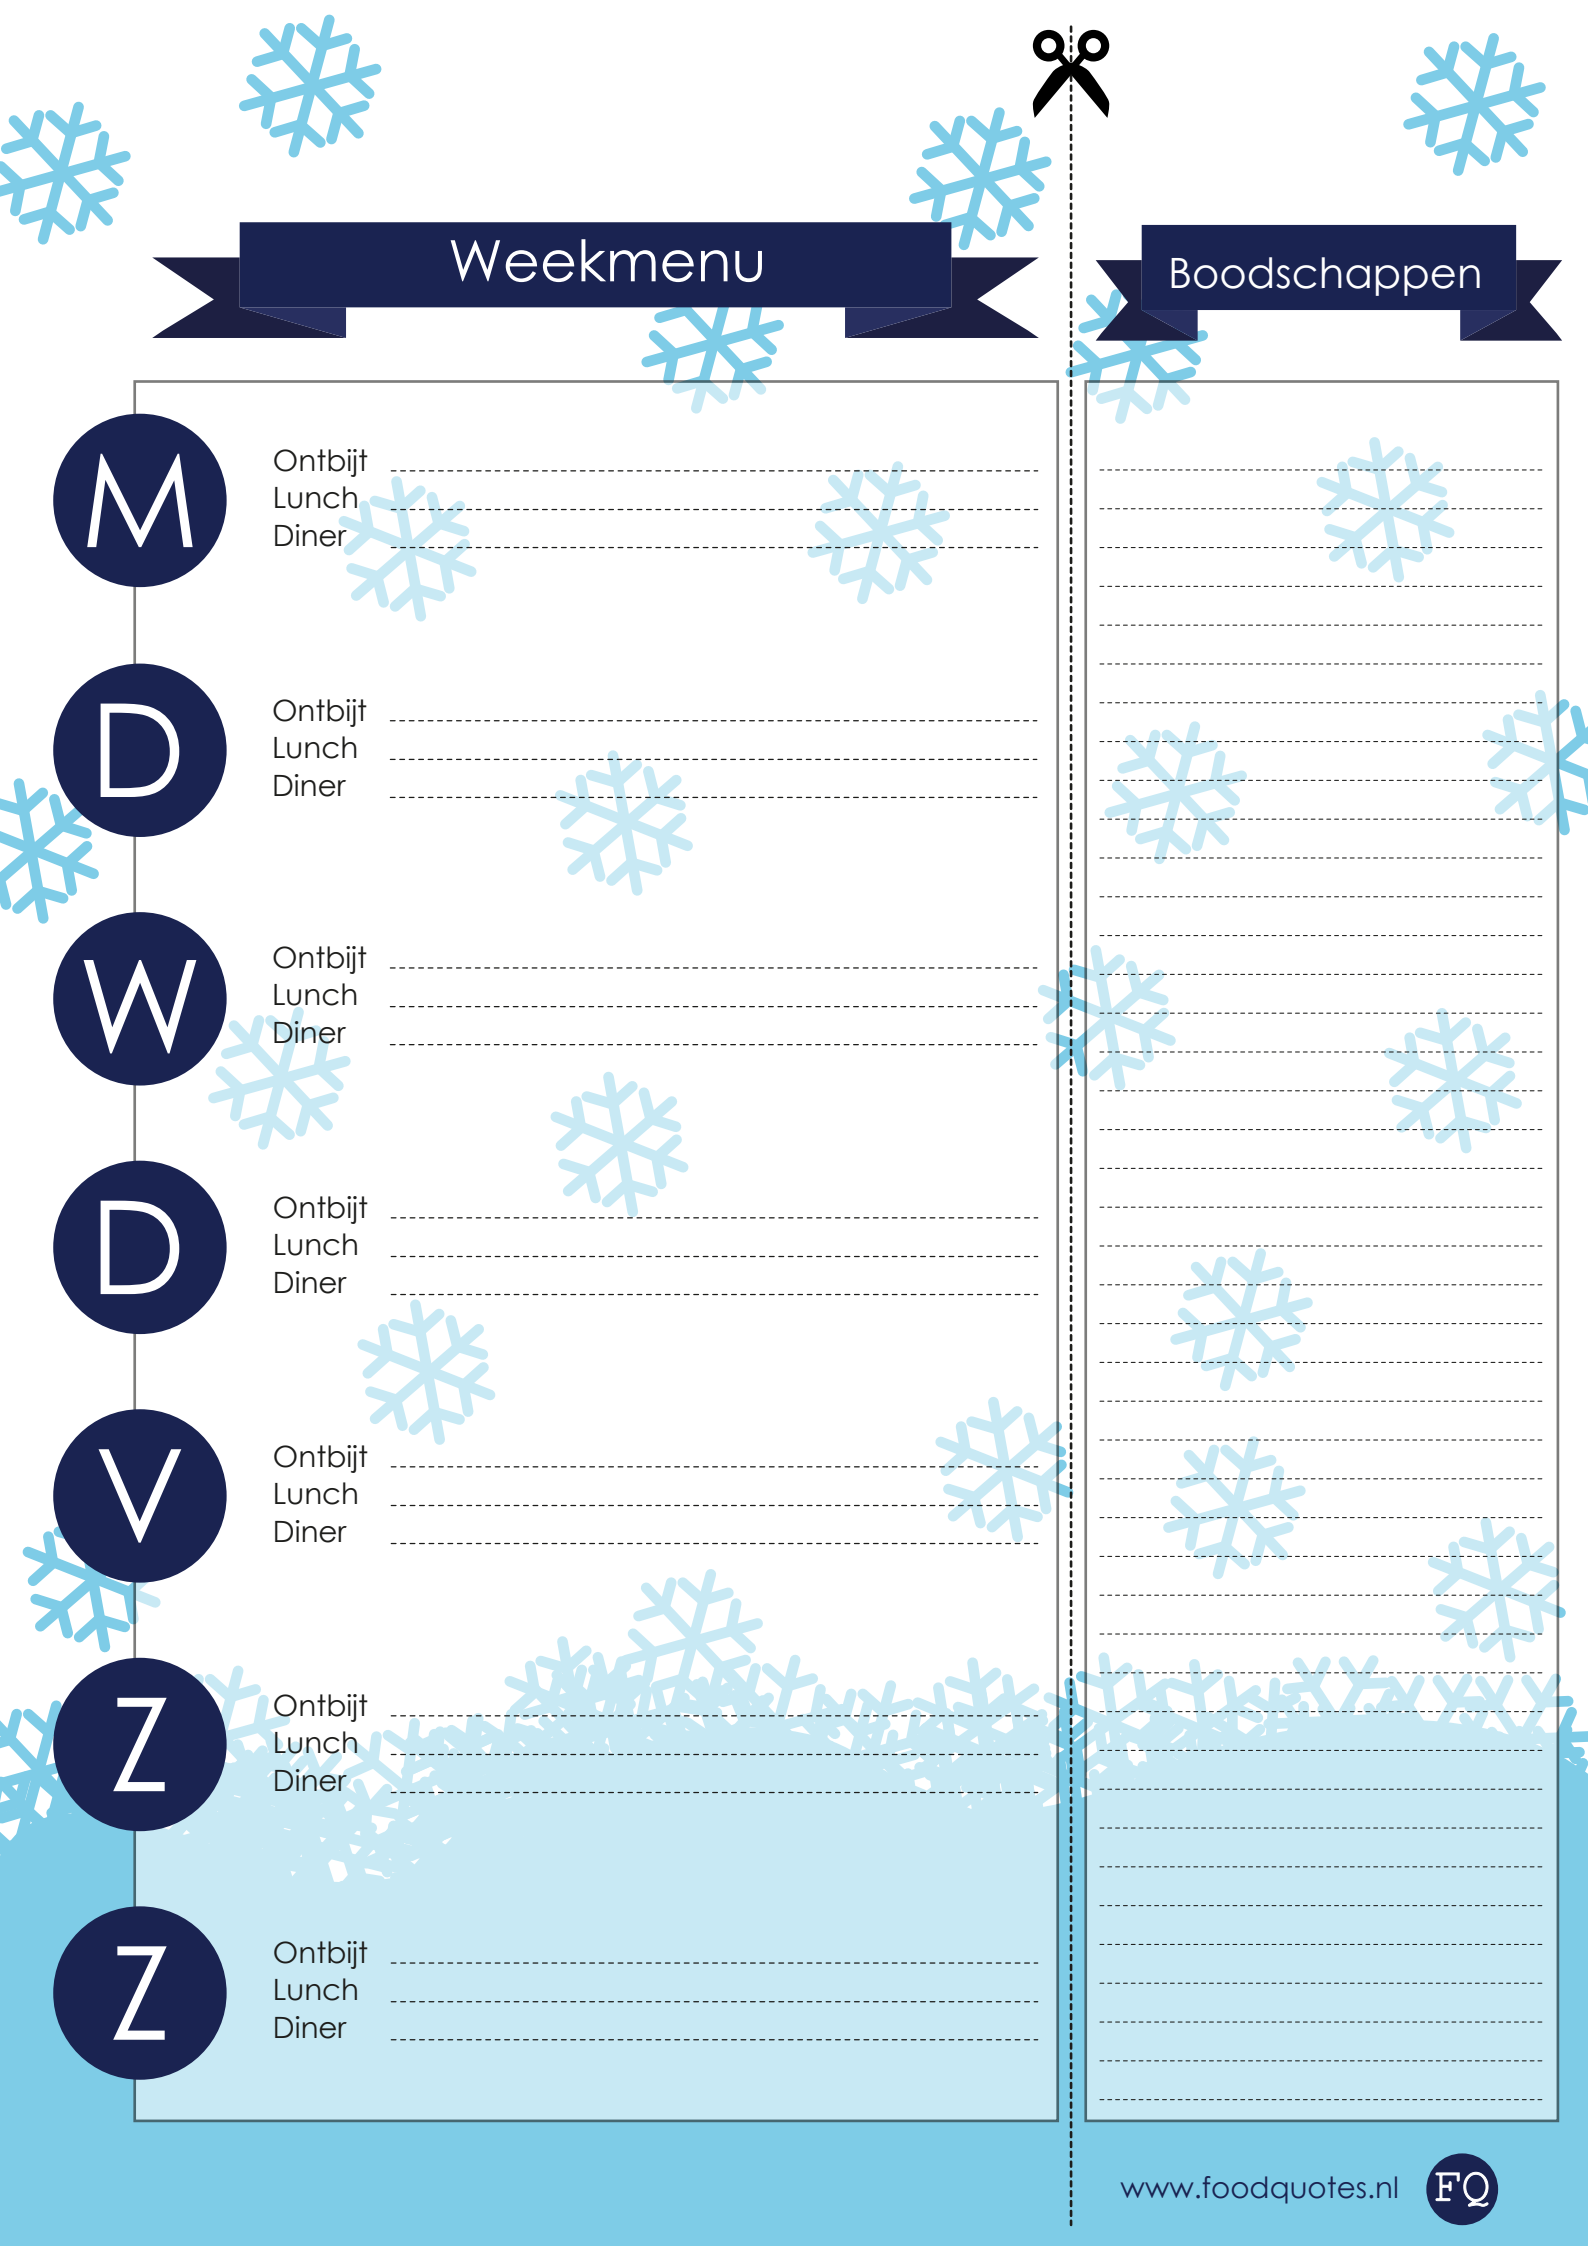 Weekmenu
Boodschappen
M
Ontbijt
Lunch
Diner
D
Ontbijt
Lunch
Diner
W
Ontbijt
Lunch
Diner
D
Ontbijt
Lunch
Diner
V
Ontbijt
Lunch
Diner
Z
Ontbijt
Lunch
Diner
Z
Ontbijt
Lunch
Diner
www.foodquotes.nl FQ